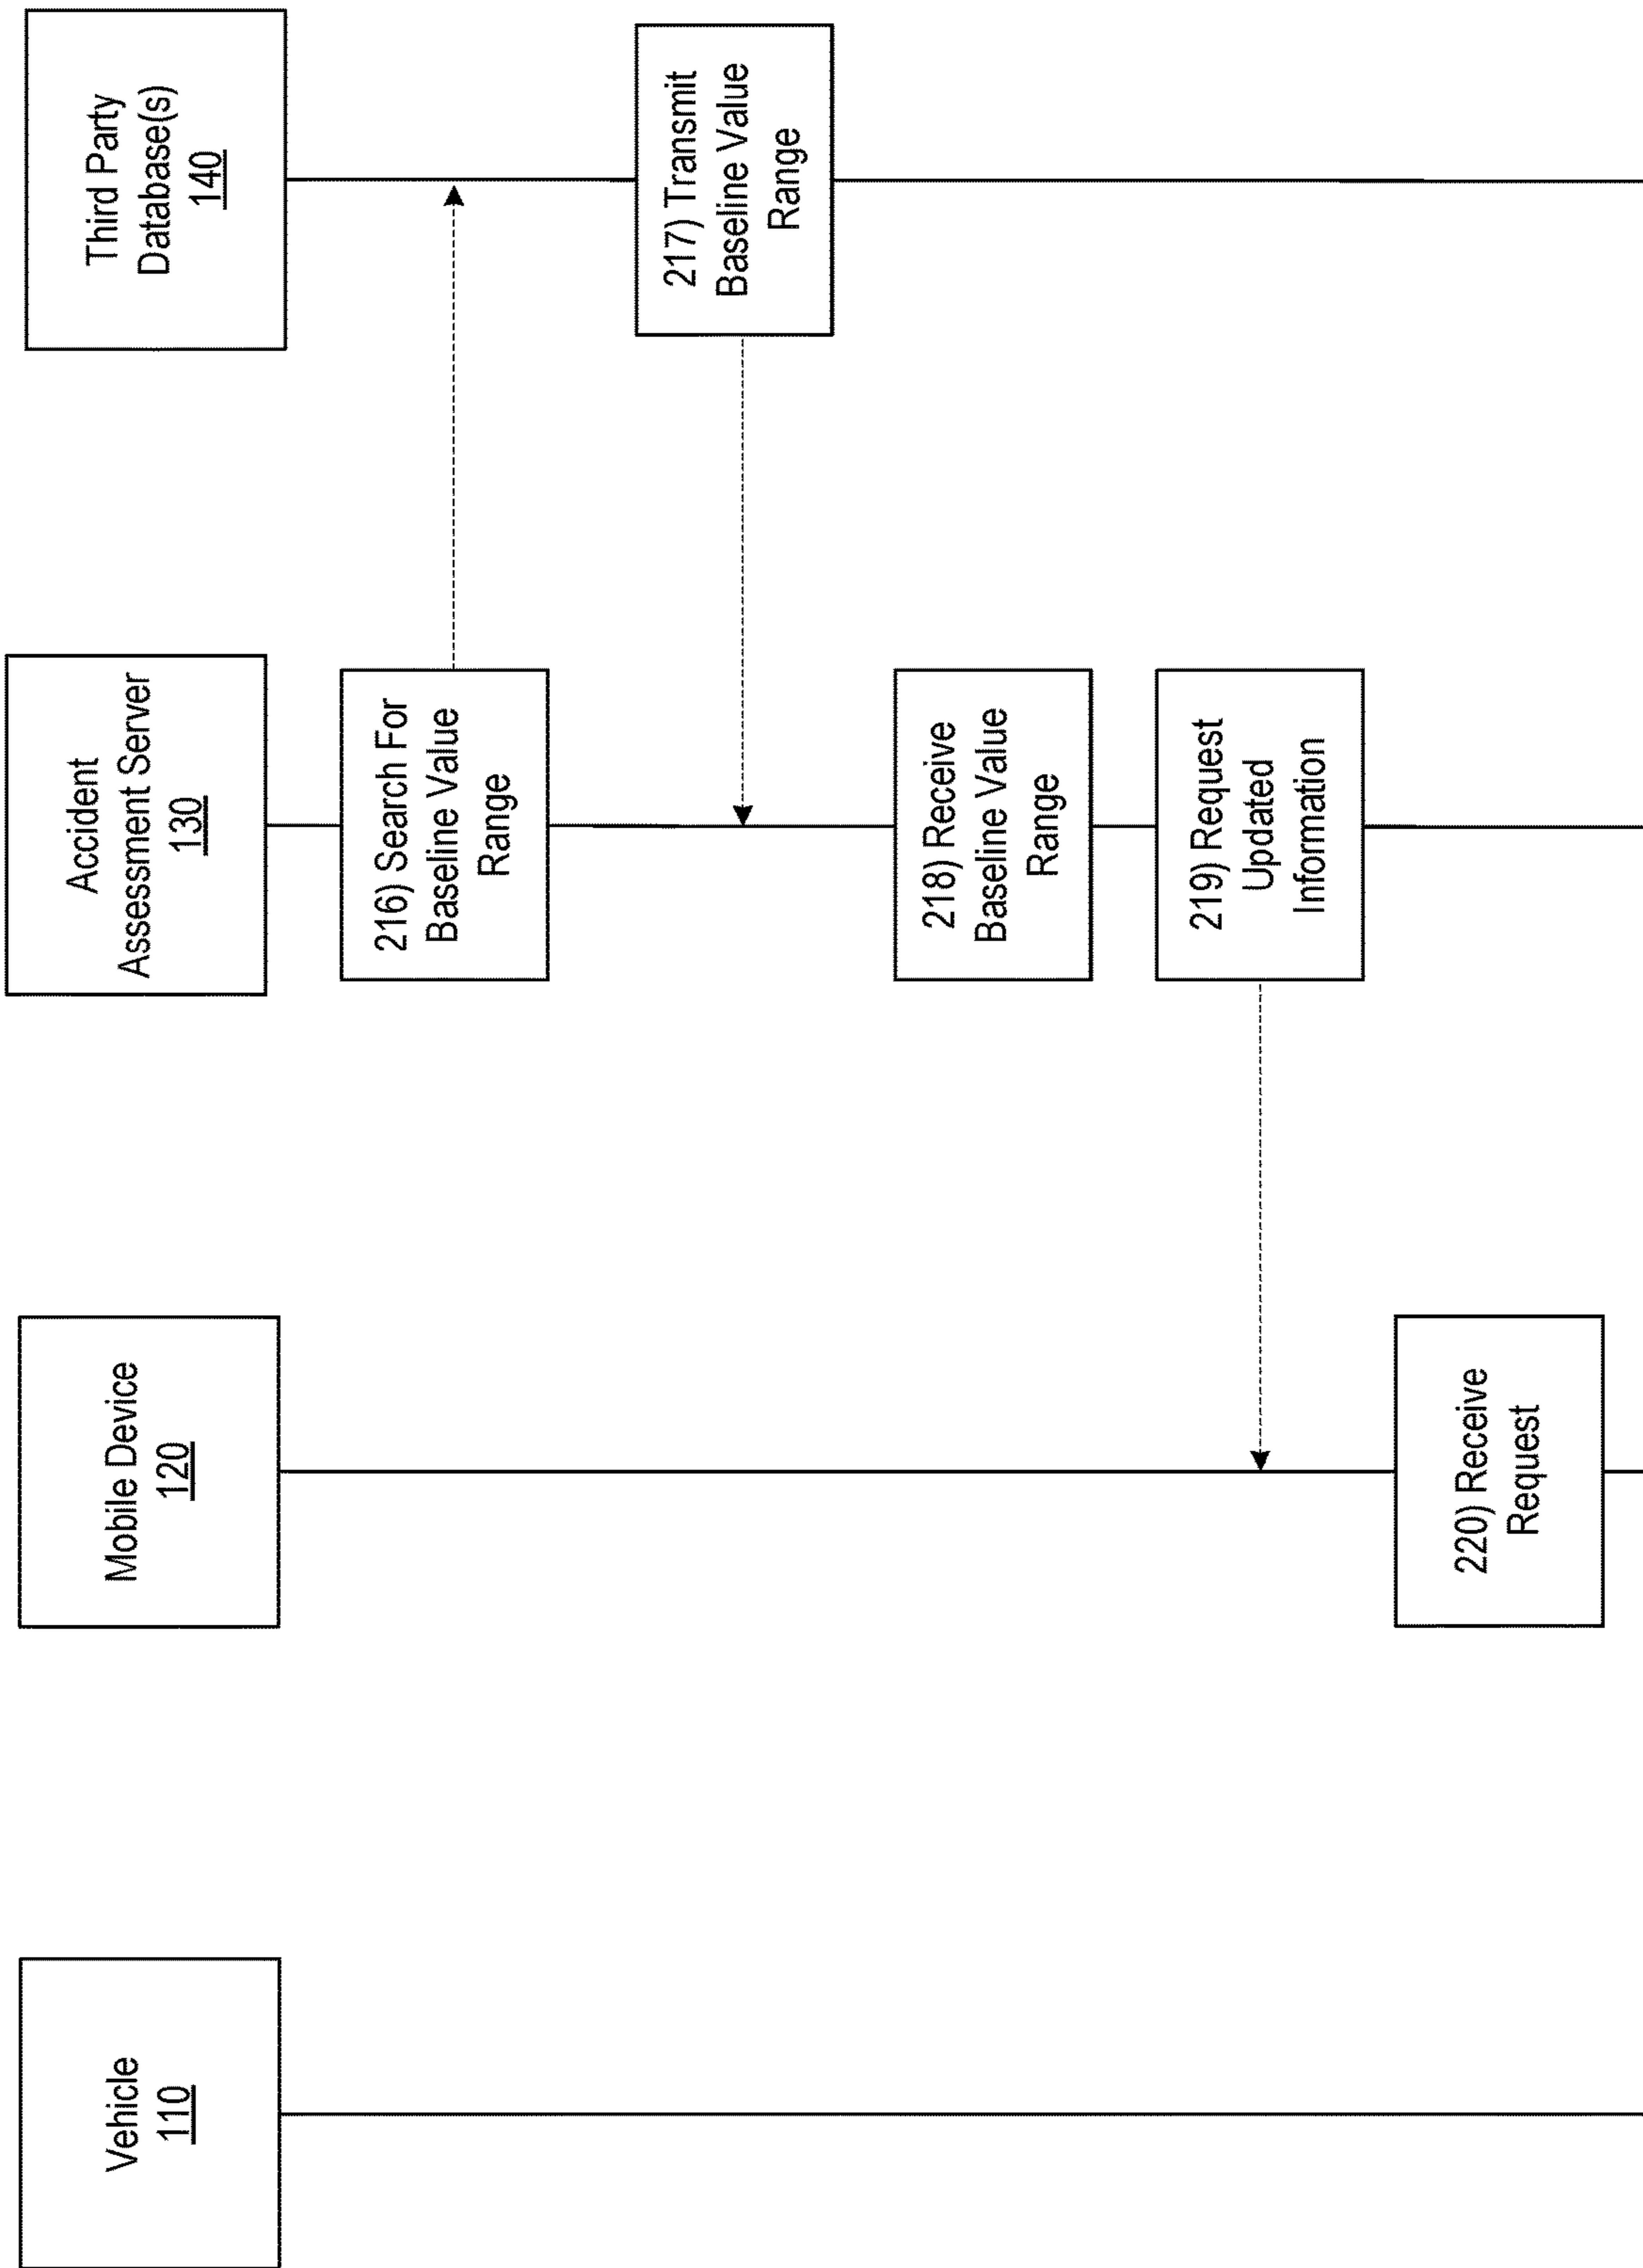 Vehicle
110
Mobile Device
120
Accident
Assessment Server
130
Third Party
Database(s)
140
216) Search For
Baseline Value
Range
217) Transmit
Baseline Value
Range
218) Receive
Baseline Value
Range
219) Request
Updated
Information
220) Receive
Request